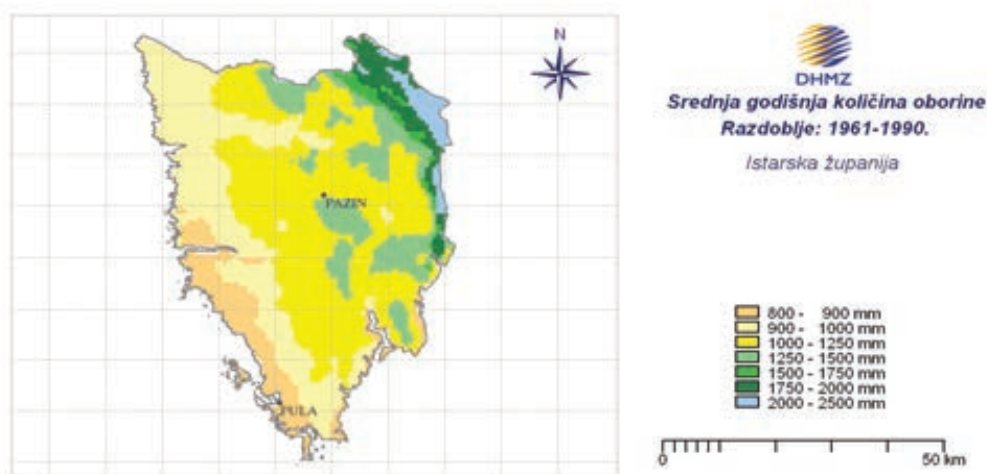 N
DHMZ
Srednja godišnja količina oborine
Razdoblje: 1961-1990.
Istarska županija
PAZIN
PULA
800 - 900 mm
900 - 1000 mm
1000 - 1250 mm
1250 - 1500 mm
1500 - 1750 mm
1750 - 2000 mm
2000 - 2500 mm
0 50 km